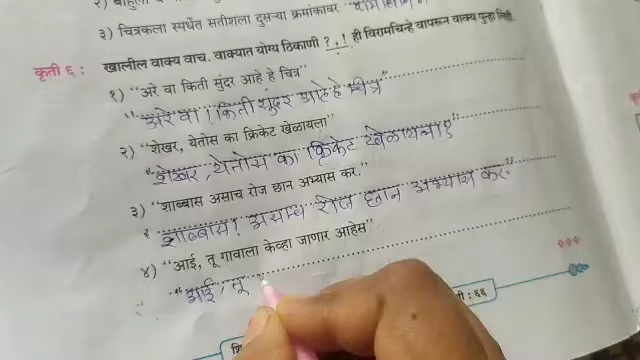 ३) चित्रकला स्पर्धेत सतीशला दुसऱ्या क्रमांकावर
कृती ६ : खालील वाक्य वाच. वाक्यात योग्य ठिकाणी ? , . ! ही विरामचिन्हे वापरून वाक्य पुन्हा लिही.
१) "अरे वा किती सुंदर आहे हे चित्र"
"अरे वा! किती सुंदर आहे हे चित्र"
२) "शेखर, येतोस का क्रिकेट खेळायला"
"शेखर, येतोस का क्रिकेट खेळायला?"
३) "शाब्बास असाच रोज छान अभ्यास कर."
"शाब्बास! असाच रोज छान अभ्यास कर."
४) "आई, तू गावाला केव्हा जाणार आहेस"
"आई, तू
: ६६